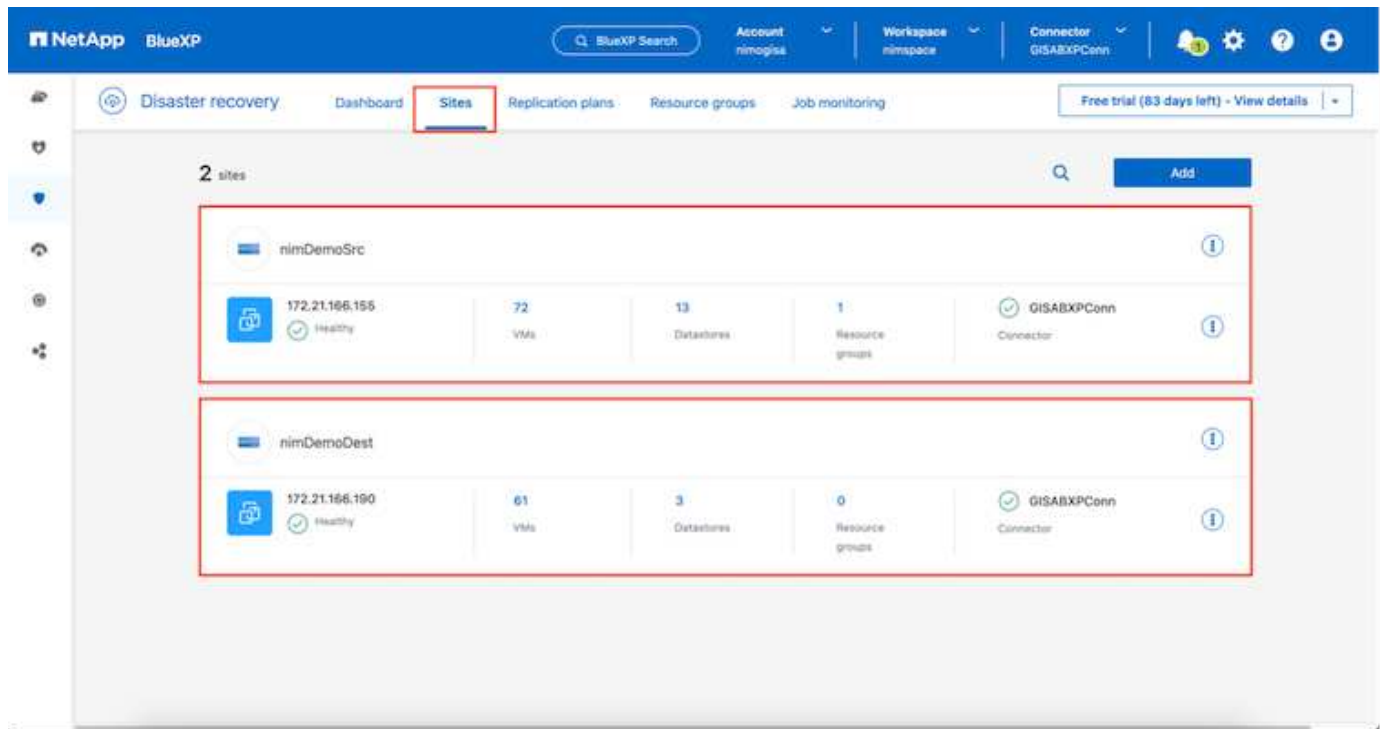 NetApp BlueXP
BlueXP Search
Account
nimogisa
Workspace
nimspace
Connector
GISABXPConn
1
Disaster recovery
Dashboard
Sites
Replication plans
Resource groups
Job monitoring
Free trial (83 days left) - View details
2 sites
Add
nimDemoSrc
172.21.166.155
Healthy
72
VMs
13
Datastores
1
Resource
groups
GISABXPConn
Connector
nimDemoDest
172.21.166.190
Healthy
61
VMs
3
Datastores
0
Resource
groups
GISABXPConn
Connector